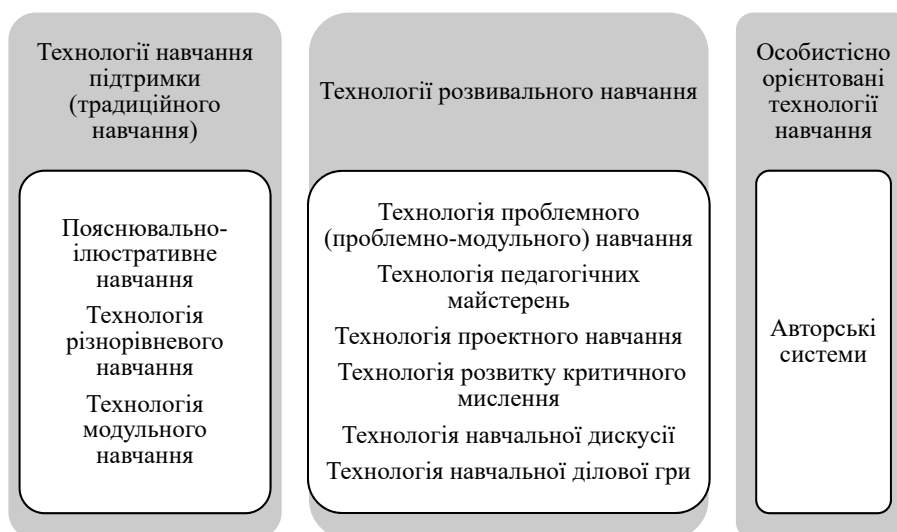 Технології навчання
підтримки
(традиційного
навчання)
Пояснювально-
ілюстративне
навчання
Технологія
різнорівневого
навчання
Технологія
модульного
навчання
Технології розвивального навчання
Технологія проблемного
(проблемно-модульного) навчання
Технологія педагогічних
майстерень
Технологія проектного навчання
Технологія розвитку критичного
мислення
Технологія навчальної дискусії
Технологія навчальної ділової гри
Особистісно
орієнтовані
технології
навчання
Авторські
системи